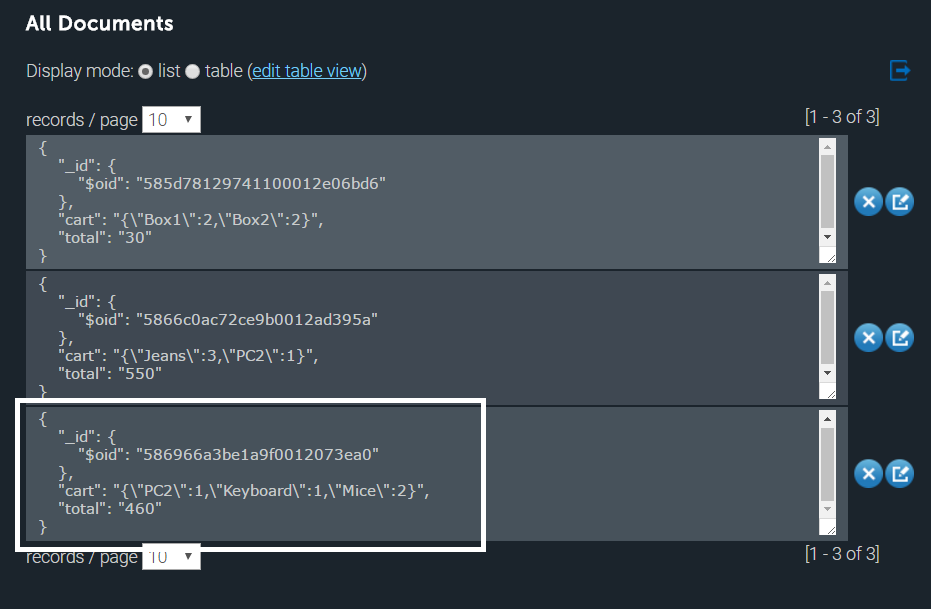 All Documents
Display mode: list table (edit table view)
records / page 10 [1 - 3 of 3]
{
"_id": {
"$oid": "585d78129741100012e06bd6"
},
"cart": "{\"Box1\":2,\"Box2\":2}",
"total": "30"
}
{
"_id": {
"$oid": "5866c0ac72ce9b0012ad395a"
},
"cart": "{\"Jeans\":3,\"PC2\":1}",
"total": "550"
}
{
"_id": {
"$oid": "586966a3be1a9f0012073ea0"
},
"cart": "{\"PC2\":1,\"Keyboard\":1,\"Mice\":2}",
"total": "460"
}
records / page 10 [1 - 3 of 3]